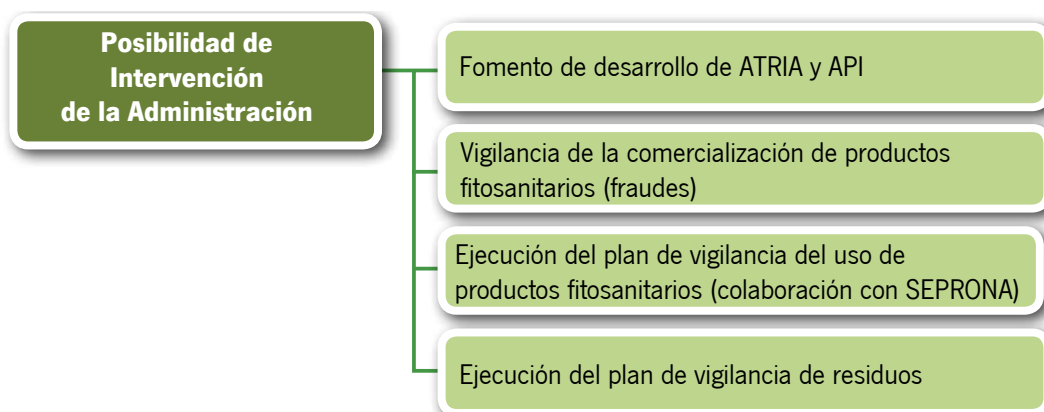 Posibilidad de
Intervención
de la Administración
Fomento de desarrollo de ATRIA y API
Vigilancia de la comercialización de productos
fitosanitarios (fraudes)
Ejecución del plan de vigilancia del uso de
productos fitosanitarios (colaboración con SEPRONA)
Ejecución del plan de vigilancia de residuos